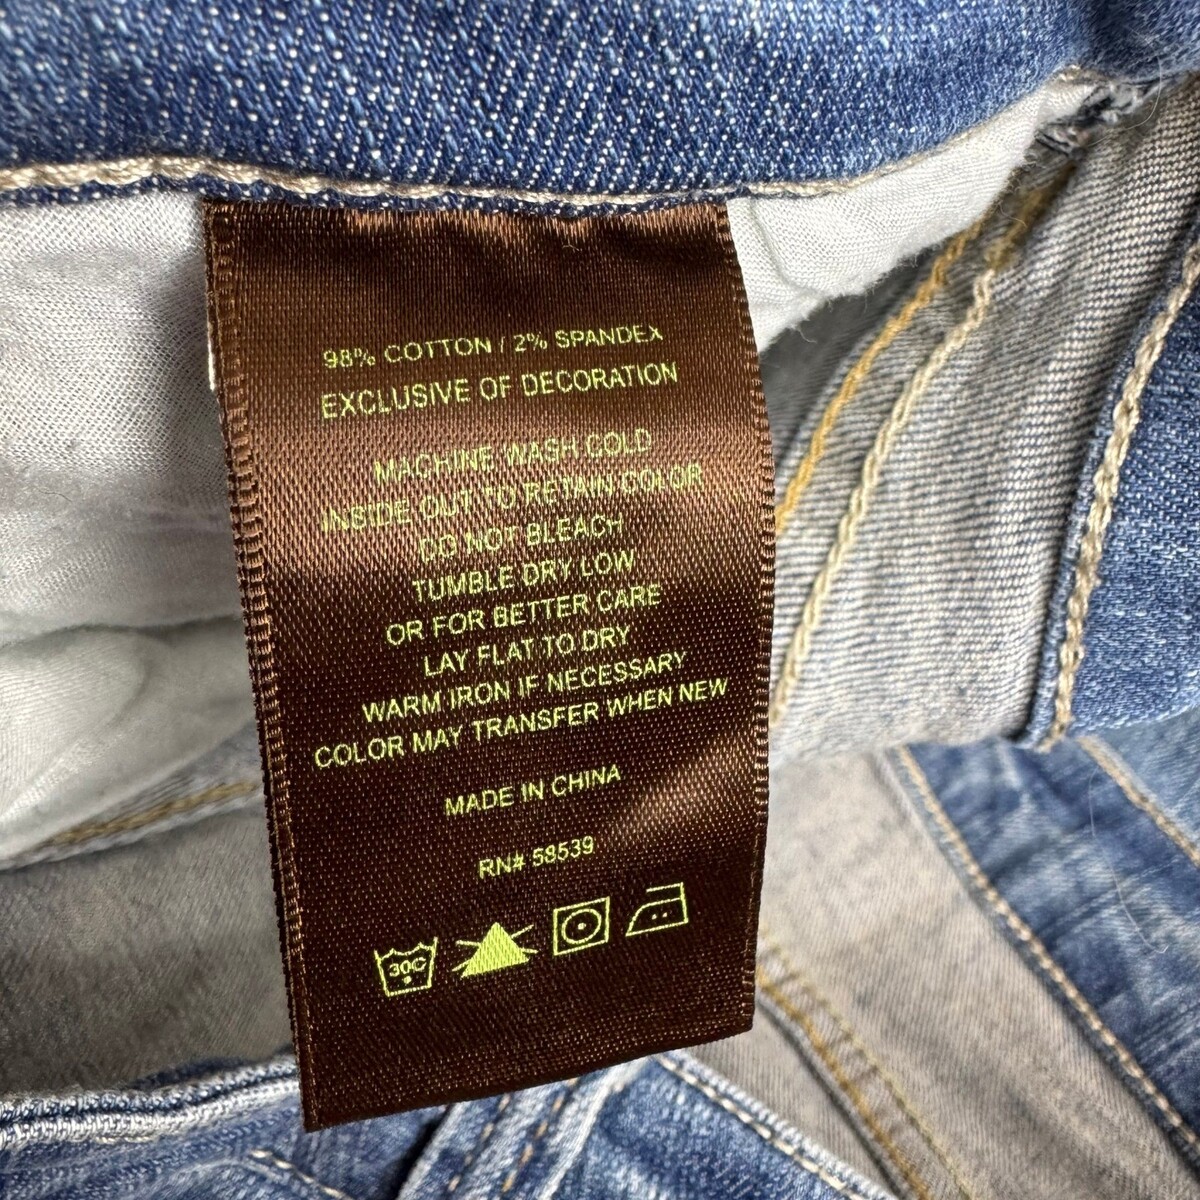 98% COTTON / 2% SPANDEX
EXCLUSIVE OF DECORATION
MACHINE WASH COLD
INSIDE OUT TO RETAIN COLOR
DO NOT BLEACH
TUMBLE DRY LOW
OR FOR BETTER CARE
LAY FLAT TO DRY
WARM IRON IF NECESSARY
COLOR MAY TRANSFER WHEN NEW
MADE IN CHINA
RN# 58539
30C